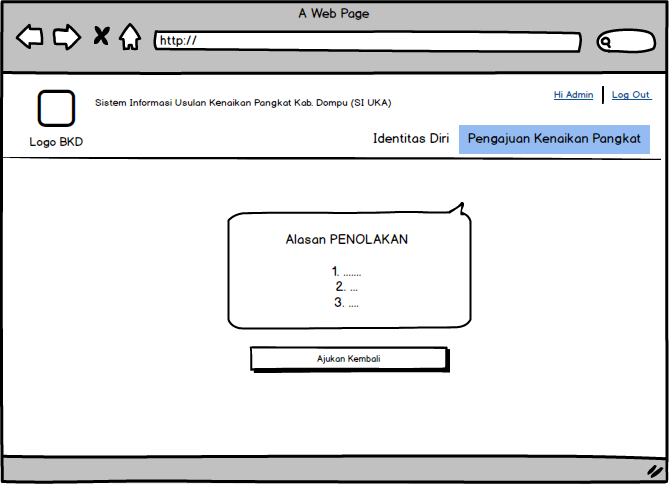 A Web Page
http://
Hi Admin
Log Out
Sistem Informasi Usulan Kenaikan Pangkat Kab. Dompu (SI UKA)
Logo BKD
Identitas Diri
Pengajuan Kenaikan Pangkat
Alasan PENOLAKAN
1. .......
2. ...
3. ....
Ajukan Kembali